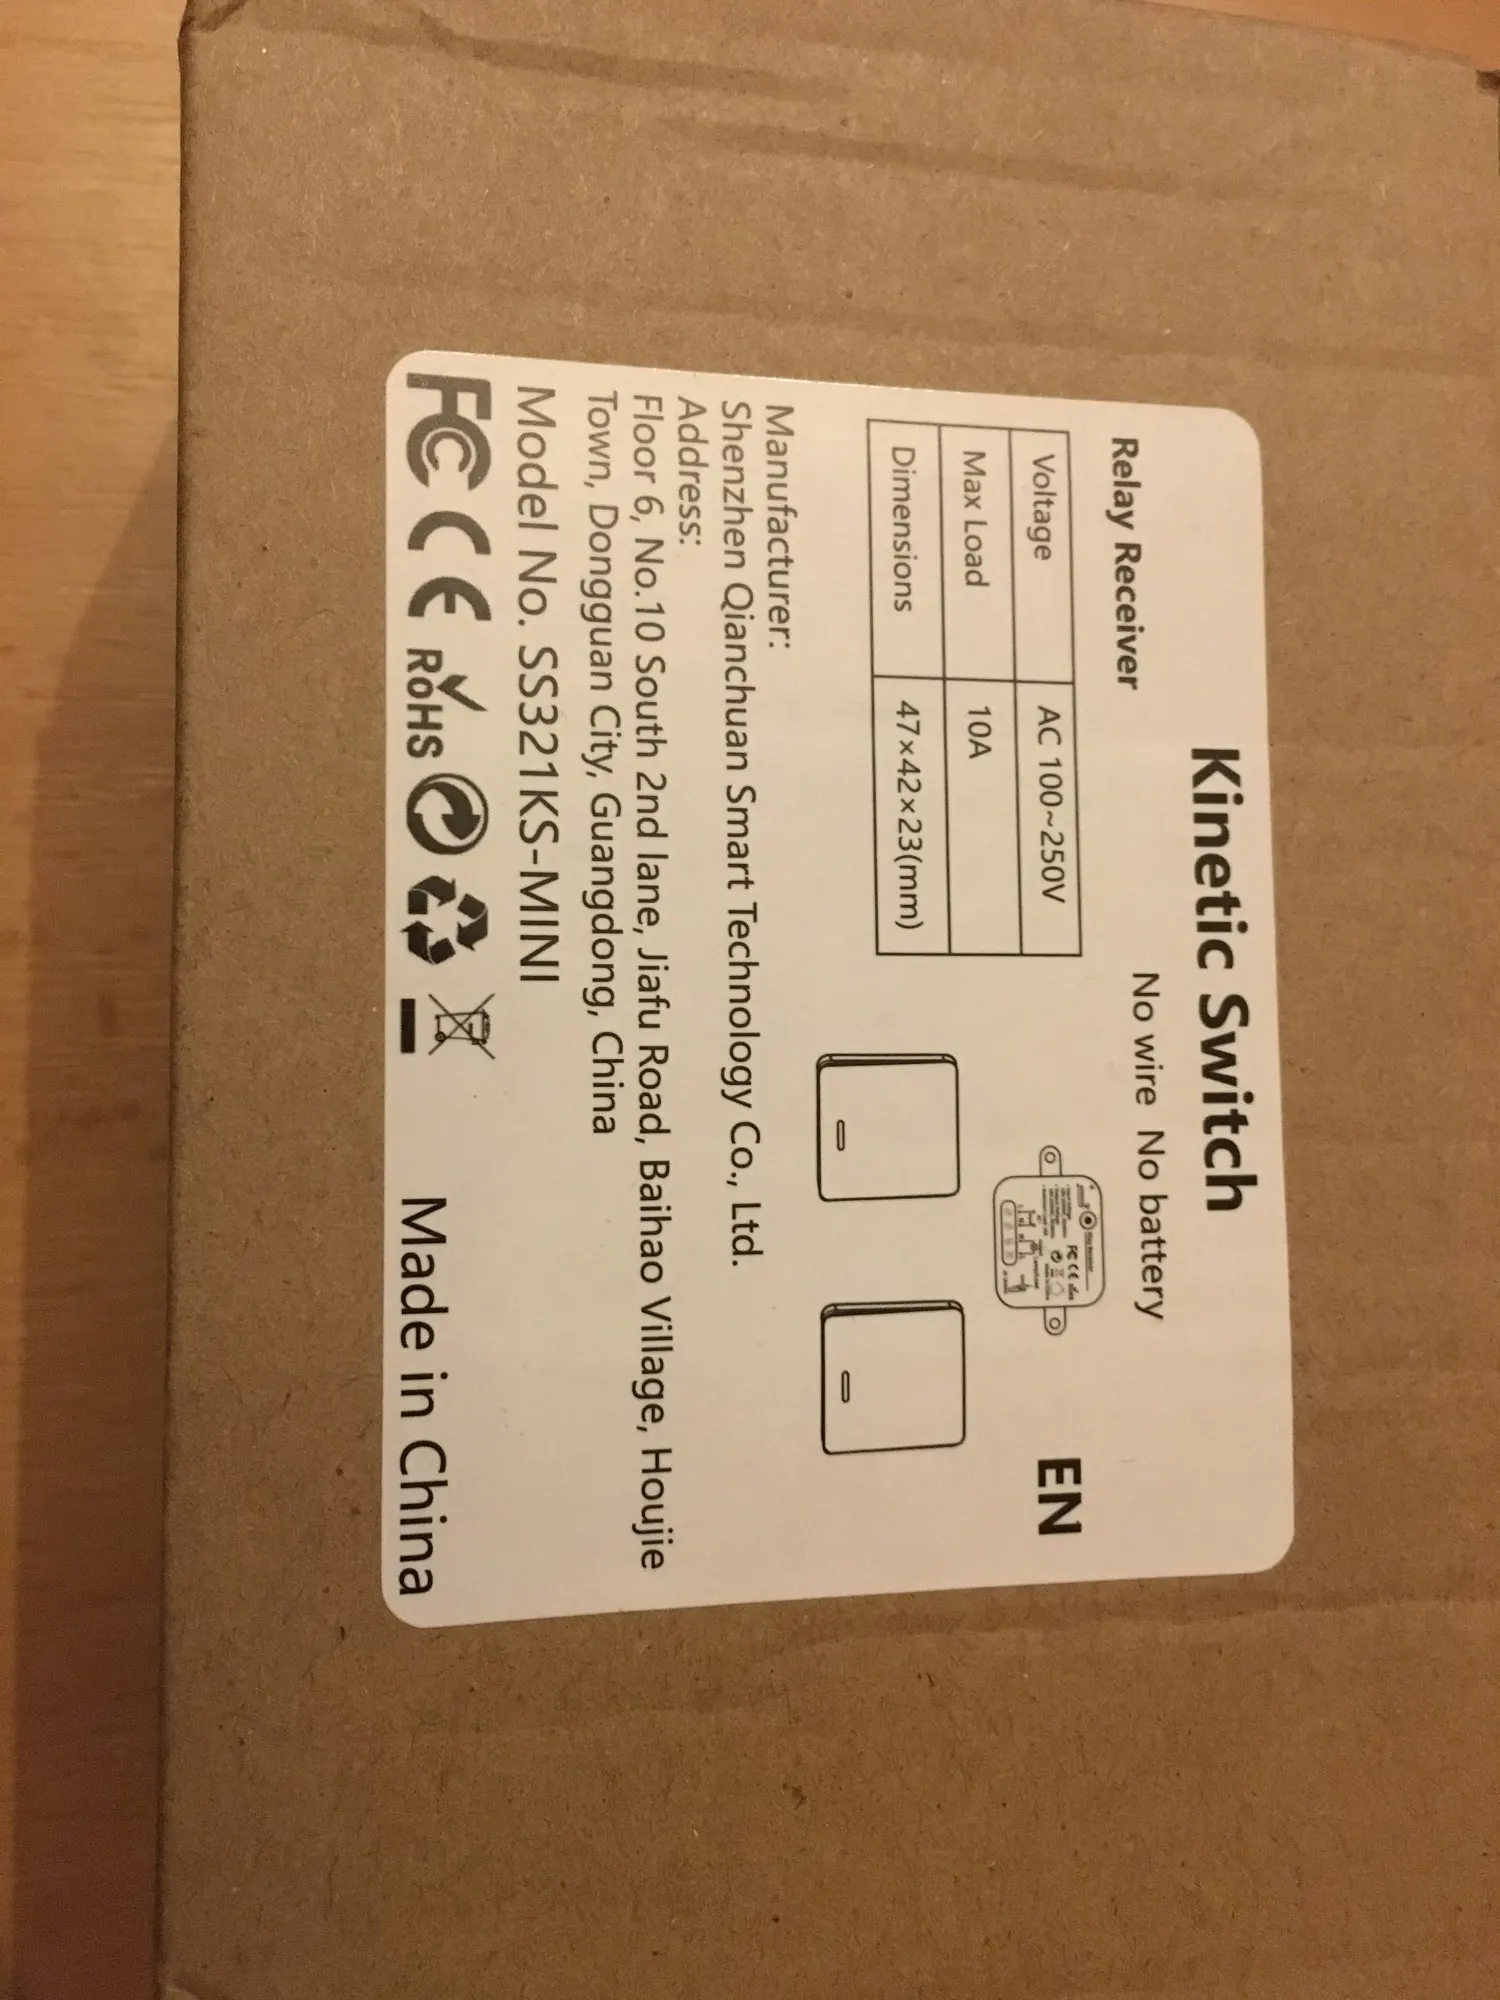 Kinetic Switch
No wire No battery
Relay Receiver
Voltage AC 100~250V
Max Load 10A
Dimensions 47×42×23(mm)
EN
Manufacturer:
Shenzhen Qianchuan Smart Technology Co., Ltd.
Address:
Floor 6, No.10 South 2nd lane, Jiafu Road, Baihao Village, Houjie
Town, Dongguan City, Guangdong, China
Model No. SS321KS-MINI
FC CE RoHS
Made in China